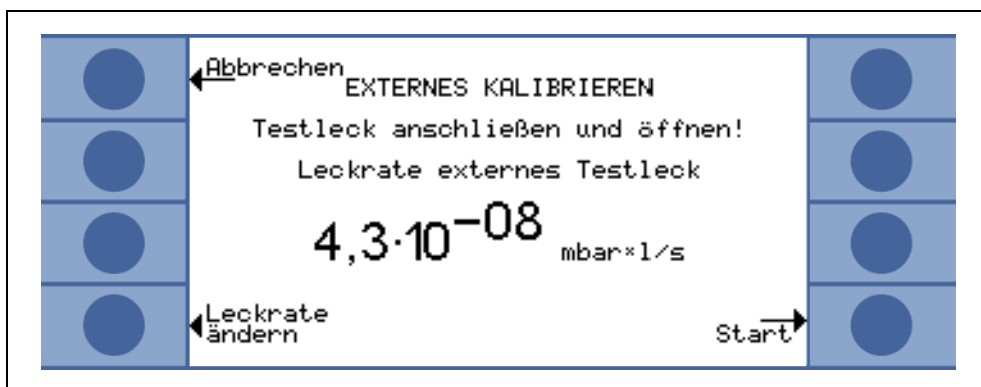 Abbrechen
EXTERNES KALIBRIEREN
Testleck anschließen und öffnen!
Leckrate externes Testleck
4,3·10⁻⁰⁸ mbar*l/s
Leckrate
ändern
Start